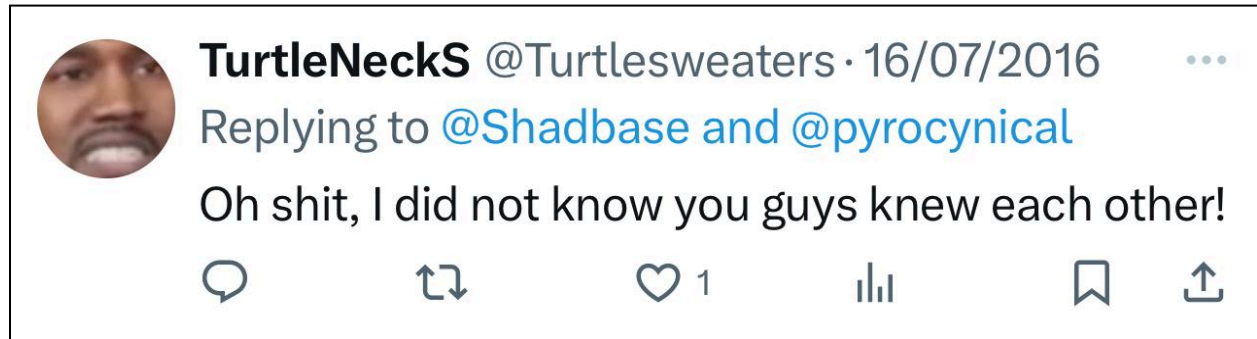 TurtleNeckS @Turtlesweaters · 16/07/2016
Replying to @Shadbase and @pyrocynical
Oh shit, I did not know you guys knew each other!
1